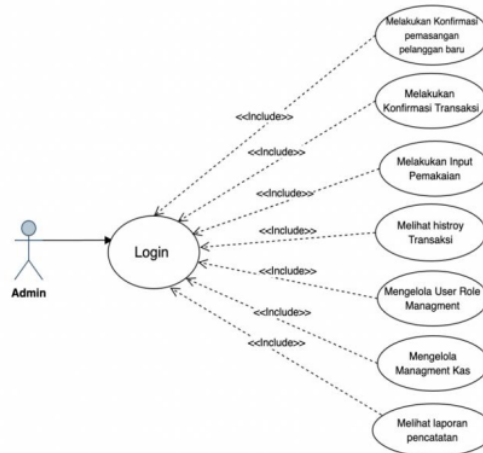 Melakukan Konfirmasi
pemasangan
pelanggan baru
<<Include>>
Melakukan
Konfirmasi Transaksi
<<Include>>
Melakukan Input
Pemakaian
<<Include>>
Melihat histroy
Transaksi
<<Include>>
Login
Admin
<<Include>>
Mengelola User Role
Managment
<<Include>>
Mengelola
Managment Kas
<<Include>>
Melihat laporan
pencatatan